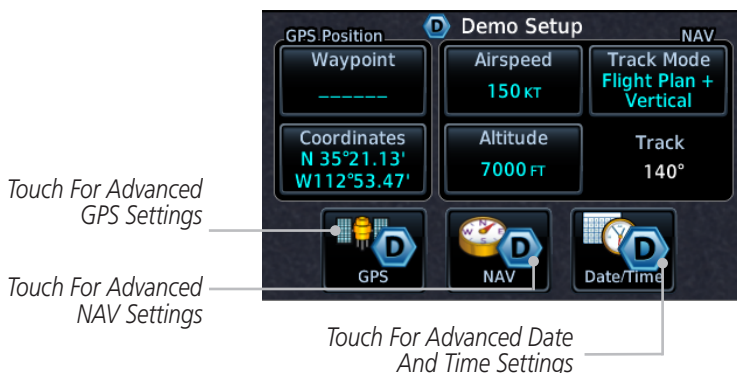 D Demo Setup
GPS Position
NAV
Waypoint
______
Airspeed
150 KT
Track Mode
Flight Plan +
Vertical
Coordinates
N 35°21.13'
W112°53.47'
Altitude
7000 FT
Track
140°
Touch For Advanced
GPS Settings
D
GPS
D
NAV
D
Date/Time
Touch For Advanced
NAV Settings
Touch For Advanced Date
And Time Settings